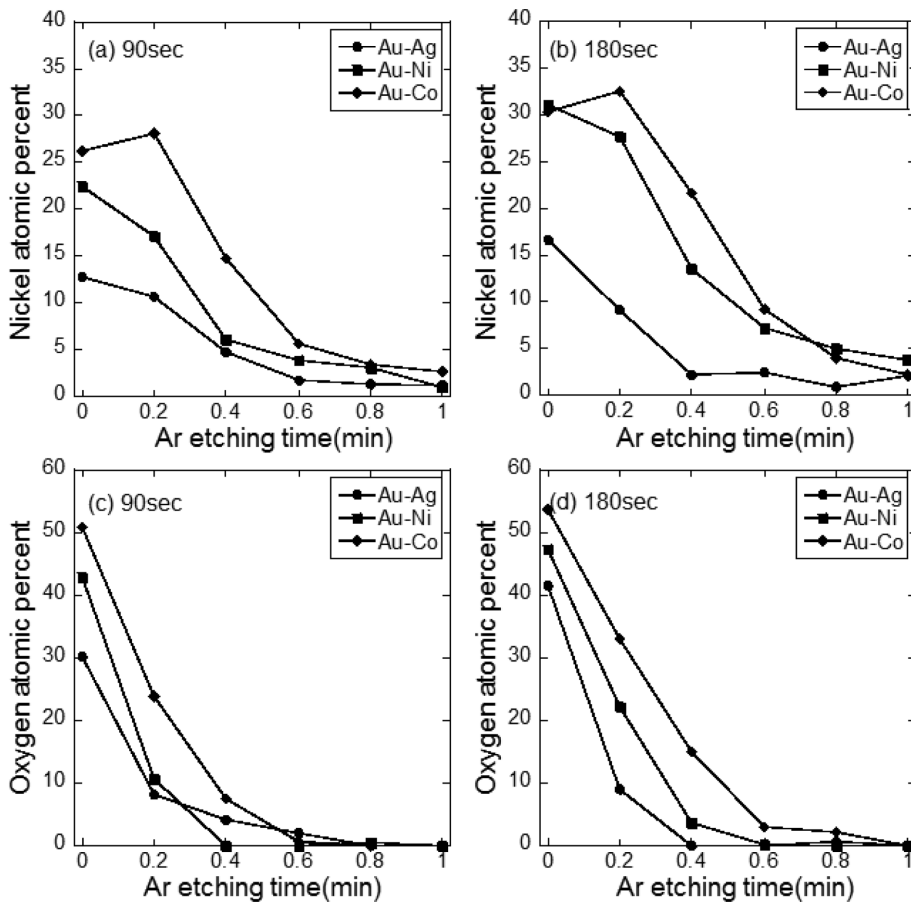 40
35
30
25
20
15
10
5
0
Nickel atomic percent
(a) 90sec
Au-Ag
Au-Ni
Au-Co
0 0.2 0.4 0.6 0.8 1
Ar etching time(min)
40
35
30
25
20
15
10
5
0
Nickel atomic percent
(b) 180sec
Au-Ag
Au-Ni
Au-Co
0 0.2 0.4 0.6 0.8 1
Ar etching time(min)
60
50
40
30
20
10
0
Oxygen atomic percent
(c) 90sec
Au-Ag
Au-Ni
Au-Co
0 0.2 0.4 0.6 0.8 1
Ar etching time(min)
60
50
40
30
20
10
0
Oxygen atomic percent
(d) 180sec
Au-Ag
Au-Ni
Au-Co
0 0.2 0.4 0.6 0.8 1
Ar etching time(min)